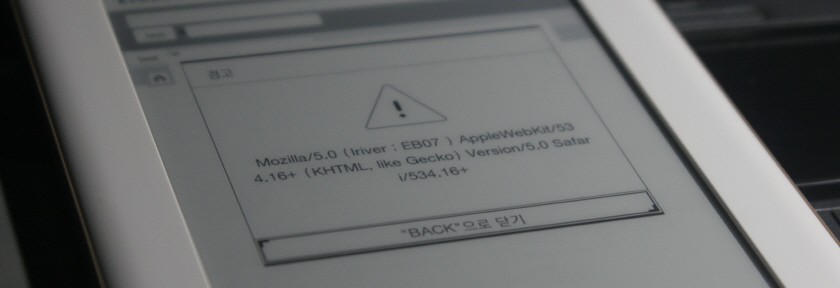 경고
Mozilla/5.0 (Iriver ; EB07 ) AppleWebKit/53
4.16+ (KHTML, like Gecko) Version/5.0 Safar
i/534.16+
"BACK"으로 닫기